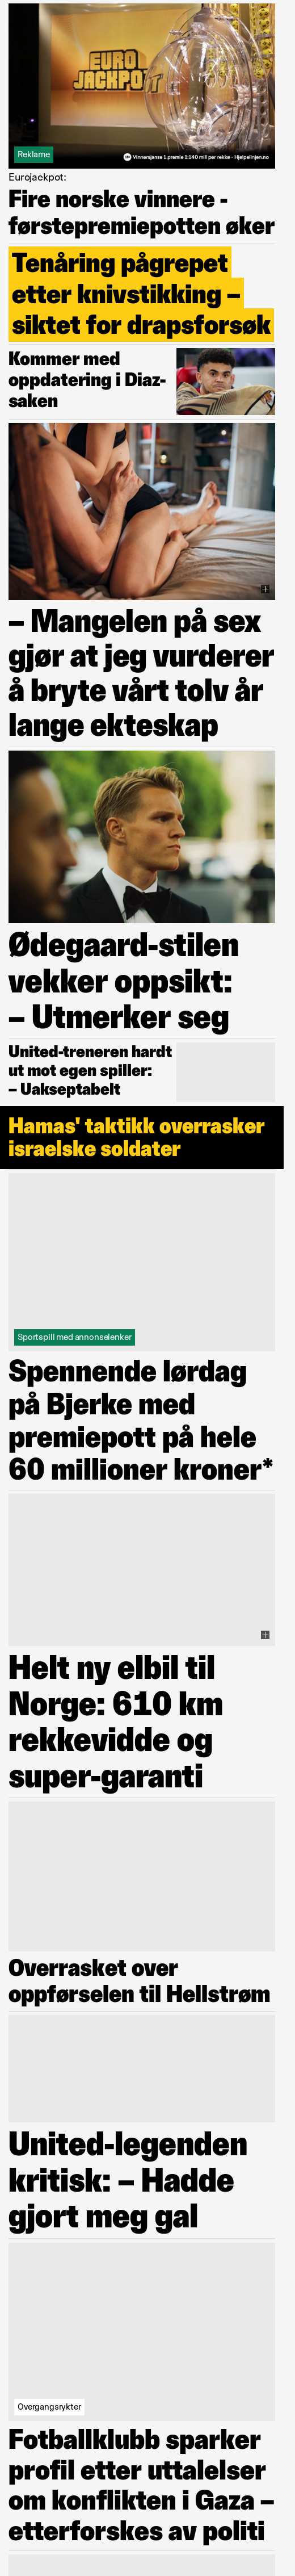 EURO
JACKPOT
Reklame
Vinnersjanse 1.premie 1:140 mill per rekke - Hjelpelinjen.no
Eurojackpot:
Fire norske vinnere -
førstepremiepotten øker
Tenåring pågrepet
etter knivstikking –
siktet for drapsforsøk
Kommer med
oppdatering i Diaz-
saken
– Mangelen på sex
gjør at jeg vurderer
å bryte vårt tolv år
lange ekteskap
Ødegaard-stilen
vekker oppsikt:
– Utmerker seg
United-treneren hardt
ut mot egen spiller:
– Uakseptabelt
Hamas' taktikk overrasker
israelske soldater
Sportspill med annonselenker
Spennende lørdag
på Bjerke med
premiepott på hele
60 millioner kroner*
Helt ny elbil til
Norge: 610 km
rekkevidde og
super-garanti
Overrasket over
oppførselen til Hellstrøm
United-legenden
kritisk: – Hadde
gjort meg gal
Overgangsrykter
Fotballklubb sparker
profil etter uttalelser
om konflikten i Gaza –
etterforskes av politi